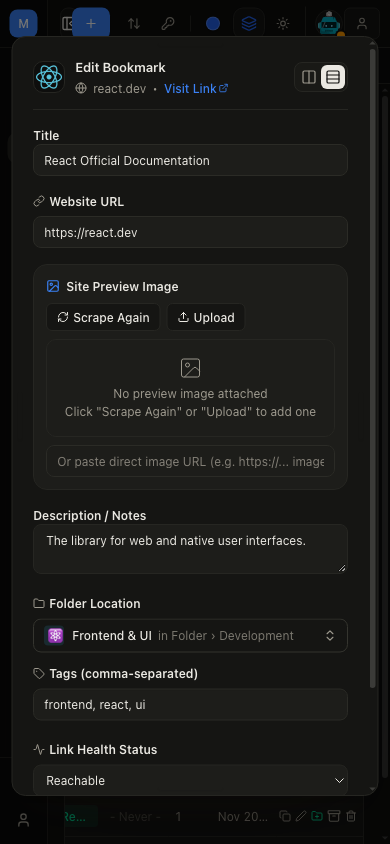 M
Edit Bookmark
react.dev • Visit Link
Title
React Official Documentation
Website URL
https://react.dev
Site Preview Image
Scrape Again
Upload
No preview image attached
Click "Scrape Again" or "Upload" to add one
Or paste direct image URL (e.g. https://... image
Description / Notes
The library for web and native user interfaces.
Folder Location
Frontend & UI in Folder › Development
Tags (comma-separated)
frontend, react, ui
Link Health Status
Reachable
Re... - Never - 1 Nov 20...